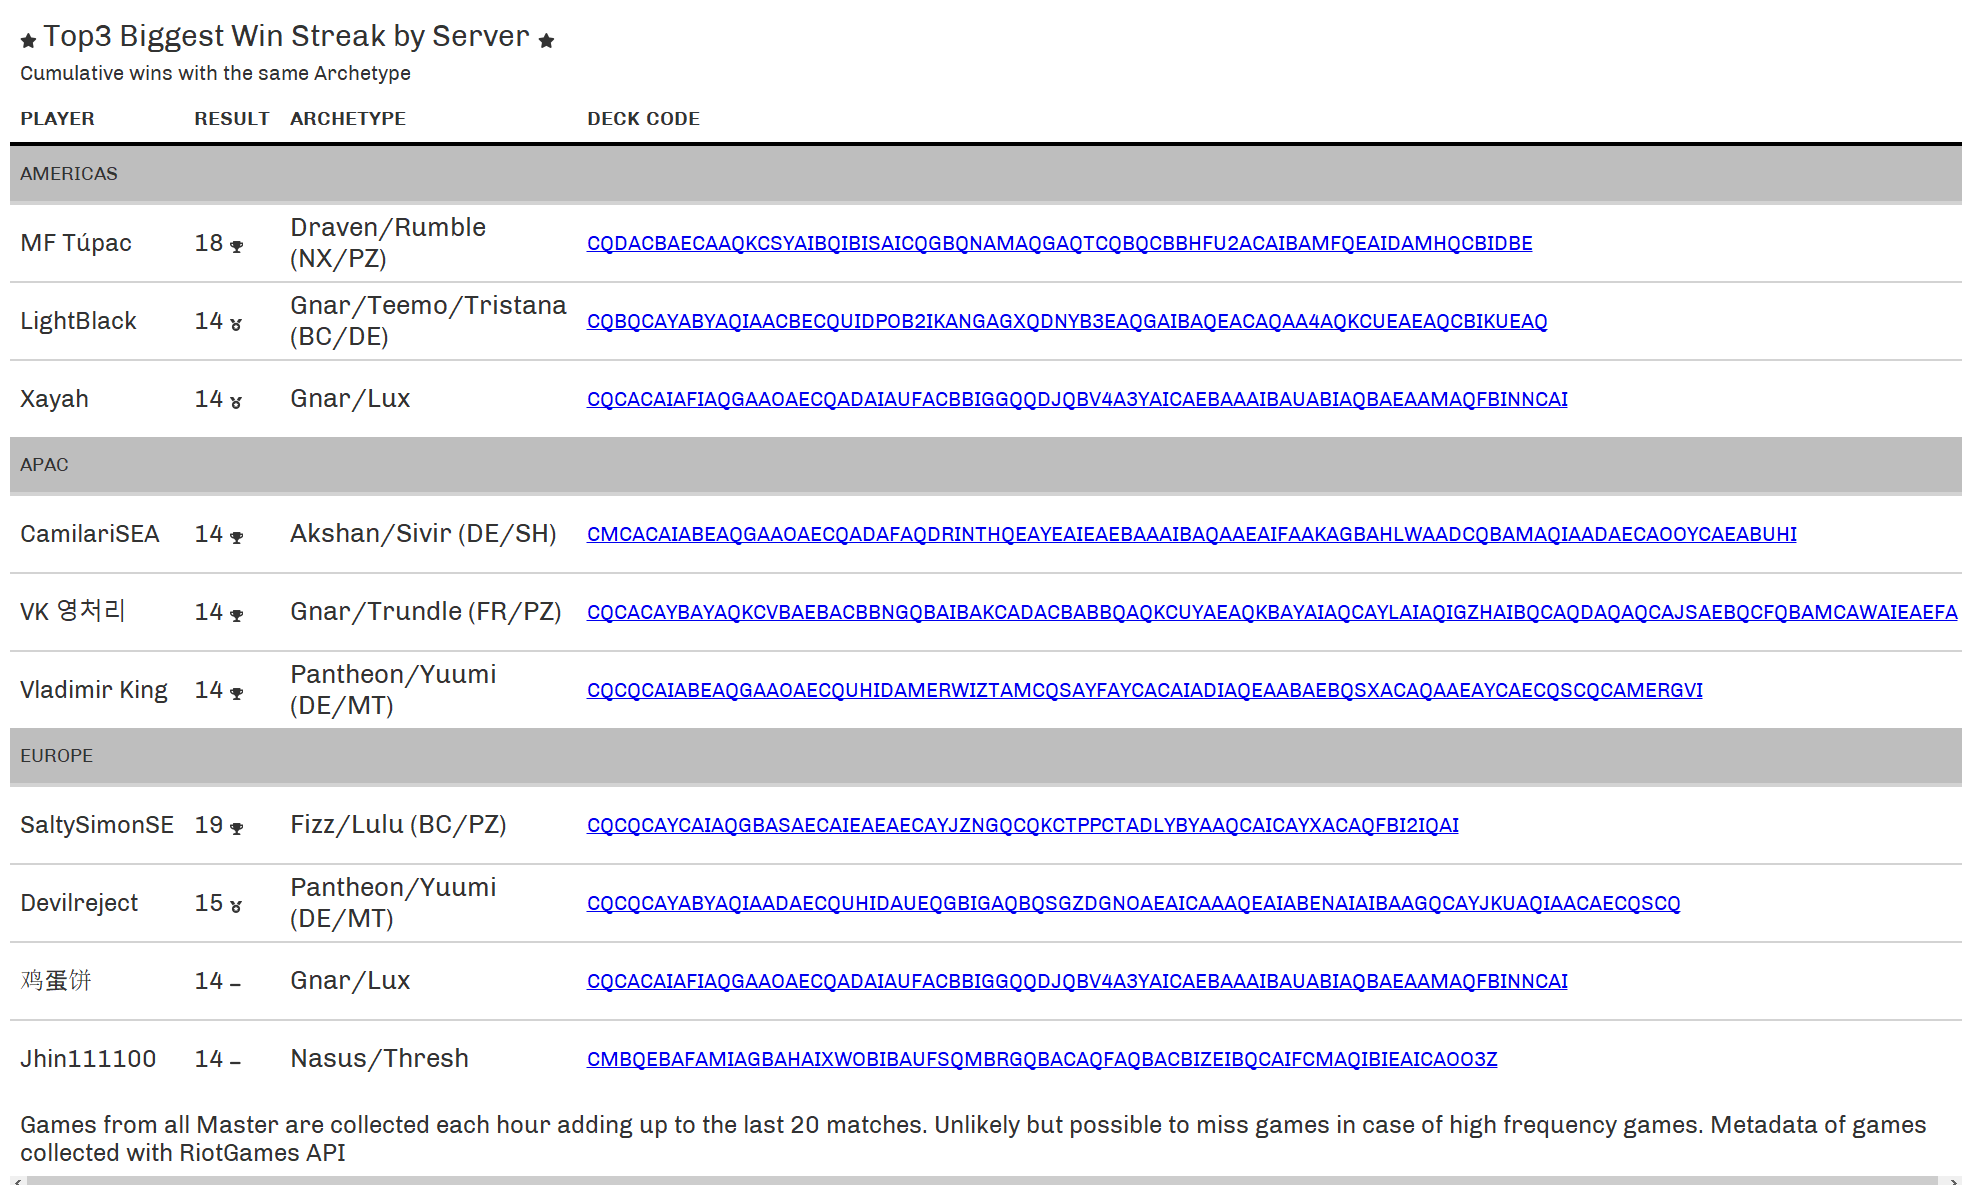 ★ Top3 Biggest Win Streak by Server ★
Cumulative wins with the same Archetype
PLAYER RESULT ARCHETYPE DECK CODE
AMERICAS
MF Túpac 18 Draven/Rumble (NX/PZ) CQDACBAECAAQKCSYAIBQIBISAICQGBQNAMAQGAQTCQBQCBBHFU2ACAIBAMFQEAIDAMHQCBIDBE
LightBlack 14 Gnar/Teemo/Tristana (BC/DE) CQBQCAYABYAQIAACBECQUIDPOB2IKANGAGXQDNYB3EAQGAIBAQEACAQAA4AQKCUEAEAQCBIKUEAQ
Xayah 14 Gnar/Lux CQCACAIAFIAQGAAOAECQADAIAUFACBBIGGQQDJQBV4A3YAICAEBAAAIBAUABIAQBAEAAMAQFBINNCAI
APAC
CamilariSEA 14 Akshan/Sivir (DE/SH) CMCACAIABEAQGAAOAECQADAFAQDRINTHQEAYEAIEAEBAAAIBAQAAEAIFAAKAGBAHLWAADCQBAMAQIAADAECAOOYCAEABUHI
VK 영처리 14 Gnar/Trundle (FR/PZ) CQCACAYBAYAQKCVBAEBACBBNGQBAIBAKCADACBABBQAQKCUYAEAQKBAYAIAQCAYLAIAQIGZHAIBQCAQDAQAQCAJSAEBQCFQBAMCAWAIEAEFA
Vladimir King 14 Pantheon/Yuumi (DE/MT) CQCQCAIABEAQGAAOAECQUHIDAMERWIZTAMCQSAYFAYCACAIADIAQEAABAEBQSXACAQAAEAYCAECQSCQCAMERGVI
EUROPE
SaltySimonSE 19 Fizz/Lulu (BC/PZ) CQCQCAYCAIAQGBASAECAIEAEAECAYJZNGQCQKCTPPCTADLYBYAAQCAICAYXACAQFBI2IQAI
Devilreject 15 Pantheon/Yuumi (DE/MT) CQCQCAYABYAQIAADAECQUHIDAUEQGBIGAQBQSGZDGNOAEAICAAAQEAIABENAIAIBAAGQCAYJKUAQIAACAECQSCQ
鸡蛋饼 14 – Gnar/Lux CQCACAIAFIAQGAAOAECQADAIAUFACBBIGGQQDJQBV4A3YAICAEBAAAIBAUABIAQBAEAAMAQFBINNCAI
Jhin111100 14 – Nasus/Thresh CMBQEBAFAMIAGBAHAIXWOBIBAUFSQMBRGQBACAQFAQBACBIZEIBQCAIFCMAQIBIEAICAOO3Z
Games from all Master are collected each hour adding up to the last 20 matches. Unlikely but possible to miss games in case of high frequency games. Metadata of games
collected with RiotGames API